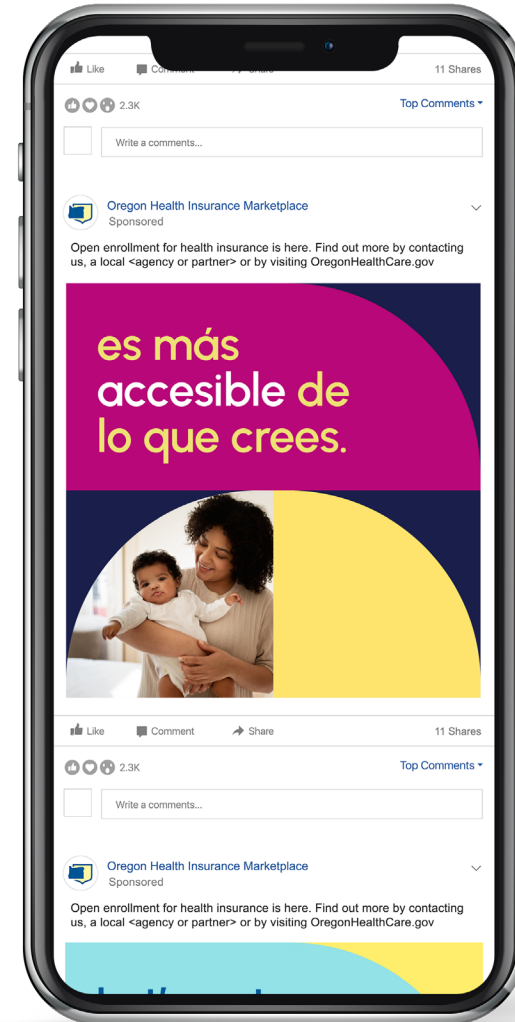 Like Comment Share 11 Shares
2.3K Top Comments
Write a comments...
Oregon Health Insurance Marketplace
Sponsored
Open enrollment for health insurance is here. Find out more by contacting
us, a local <agency or partner> or by visiting OregonHealthCare.gov
es más
accesible de
lo que crees.
Like Comment Share 11 Shares
2.3K Top Comments
Write a comments...
Oregon Health Insurance Marketplace
Sponsored
Open enrollment for health insurance is here. Find out more by contacting
us, a local <agency or partner> or by visiting OregonHealthCare.gov